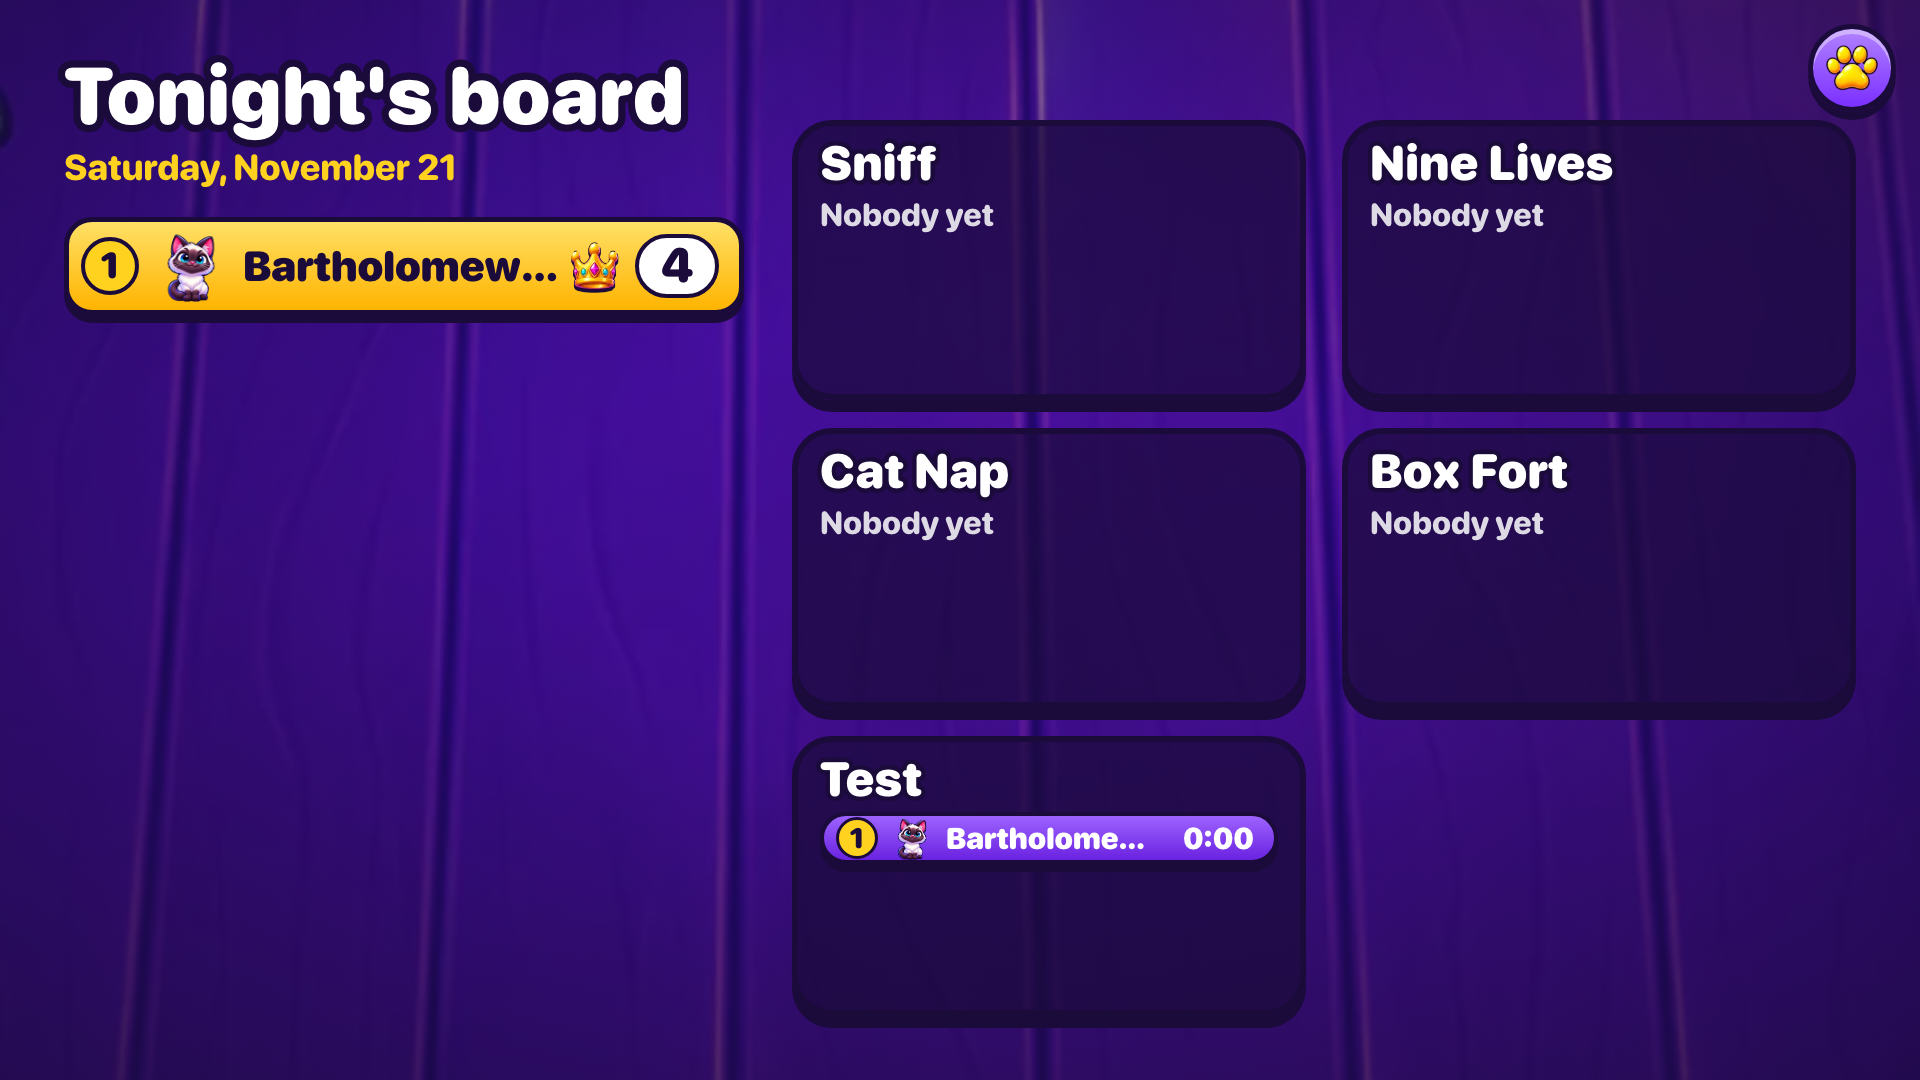 Tonight's board
Saturday, November 21
1 Bartholomew... 4
Sniff
Nobody yet
Nine Lives
Nobody yet
Cat Nap
Nobody yet
Box Fort
Nobody yet
Test
1 Bartholome... 0:00